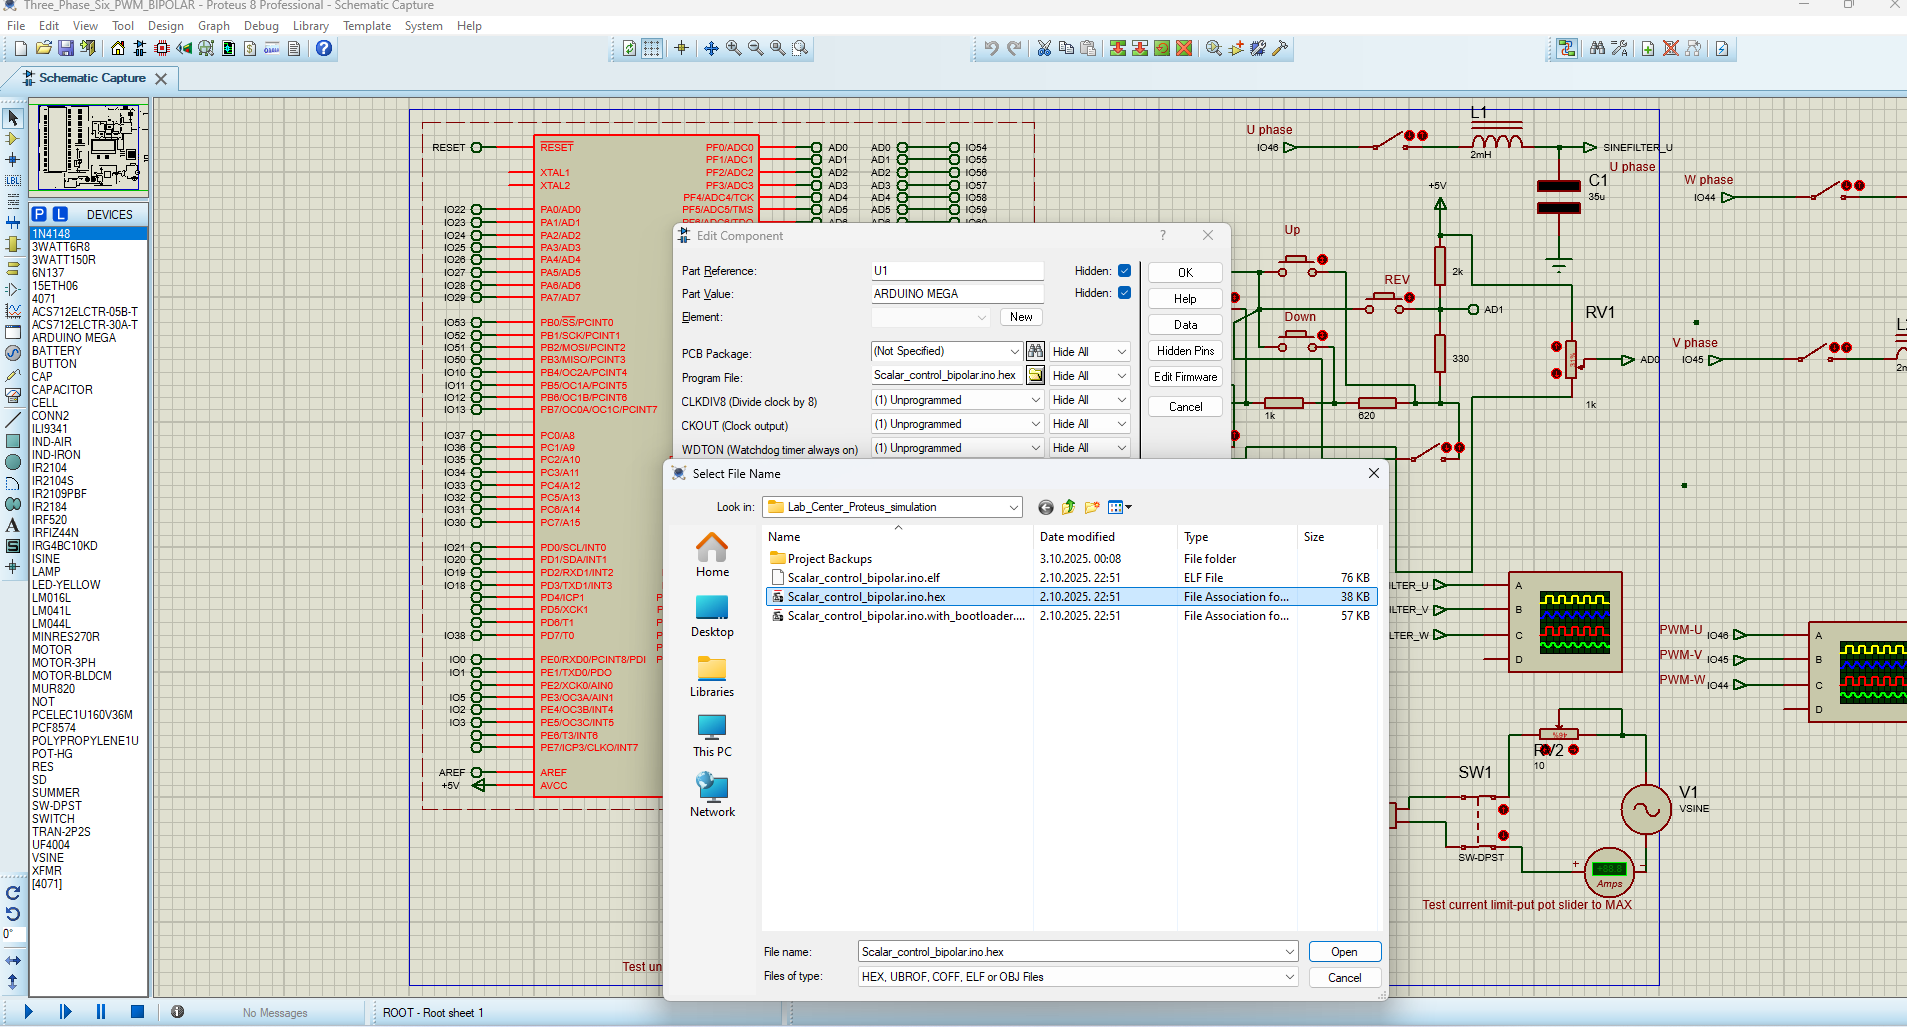 Three_Phase_Six_PWM_BIPOLAR - Proteus 8 Professional - Schematic Capture
File Edit View Tool Design Graph Debug Library Template System Help
Schematic Capture
P L DEVICES
1N4148
3WATT6R8
3WATT150R
6N137
15ETH06
4071
ACS712ELCTR-05B-T
ACS712ELCTR-30A-T
ARDUINO MEGA
BATTERY
BUTTON
CAP
CAPACITOR
CELL
CONN2
ILI9341
IND-AIR
IND-IRON
IR2104
IR2104S
IR2109PBF
IR2184
IRF520
IRFIZ44N
IRG4BC10KD
ISINE
LAMP
LED-YELLOW
LM016L
LM041L
LM044L
MINRES270R
MOTOR
MOTOR-3PH
MOTOR-BLDCM
MUR820
NOT
PCELEC1U160V36M
PCF8574
POLYPROPYLENE1U
POT-HG
RES
SD
SUMMER
SW-DPST
SWITCH
TRAN-2P2S
UF4004
VSINE
XFMR
[4071]
0°
RESET RESET PF0/ADC0 AD0 AD0 IO54
PF1/ADC1 AD1 AD1 IO55
XTAL1 PF2/ADC2 AD2 AD2 IO56
XTAL2 PF3/ADC3 AD3 AD3 IO57
PF4/ADC4/TCK AD4 AD4 IO58
IO22 PA0/AD0 PF5/ADC5/TMS AD5 AD5 IO59
IO23 PA1/AD1
IO24 PA2/AD2
IO25 PA3/AD3
IO26 PA4/AD4
IO27 PA5/AD5
IO28 PA6/AD6
IO29 PA7/AD7
IO53 PB0/SS/PCINT0
IO52 PB1/SCK/PCINT1
IO51 PB2/MOSI/PCINT2
IO50 PB3/MISO/PCINT3
IO10 PB4/OC2A/PCINT4
IO11 PB5/OC1A/PCINT5
IO12 PB6/OC1B/PCINT6
IO13 PB7/OC0A/OC1C/PCINT7
IO37 PC0/A8
IO36 PC1/A9
IO35 PC2/A10
IO34 PC3/A11
IO33 PC4/A12
IO32 PC5/A13
IO31 PC6/A14
IO30 PC7/A15
IO21 PD0/SCL/INT0
IO20 PD1/SDA/INT1
IO19 PD2/RXD1/INT2
IO18 PD3/TXD1/INT3
PD4/ICP1
PD5/XCK1
PD6/T1
IO38 PD7/T0
IO0 PE0/RXD0/PCINT8/PDI
IO1 PE1/TXD0/PDO
PE2/XCK0/AIN0
IO5 PE3/OC3A/AIN1
IO2 PE4/OC3B/INT4
IO3 PE5/OC3C/INT5
PE6/T3/INT6
PE7/ICP3/CLKO/INT7
AREF AREF
+5V AVCC
Test un
Edit Component ?
Part Reference: U1 Hidden: OK
Part Value: ARDUINO MEGA Hidden: Help
Element: New Data
PCB Package: (Not Specified) Hide All Hidden Pins
Program File: Scalar_control_bipolar.ino.hex Hide All Edit Firmware
CLKDIV8 (Divide clock by 8) (1) Unprogrammed Hide All Cancel
CKOUT (Clock output) (1) Unprogrammed Hide All
WDTON (Watchdog timer always on) (1) Unprogrammed Hide All
Select File Name
Look in: Lab_Center_Proteus_simulation
Home
Desktop
Libraries
This PC
Network
Name Date modified Type Size
Project Backups 3.10.2025. 00:08 File folder
Scalar_control_bipolar.ino.elf 2.10.2025. 22:51 ELF File 76 KB
Scalar_control_bipolar.ino.hex 2.10.2025. 22:51 File Association fo... 38 KB
Scalar_control_bipolar.ino.with_bootloader.... 2.10.2025. 22:51 File Association fo... 57 KB
File name: Scalar_control_bipolar.ino.hex Open
Files of type: HEX, UBROF, COFF, ELF or OBJ Files Cancel
U phase
IO46
L1
2mH
SINEFILTER_U
U phase
C1
35u
W phase
IO44
+5V
Up
2k
REV
AD1
Down
330
RV1
AD0
1k
V phase
IO45
1k
620
LTER_U A
LTER_V B
LTER_W C
D
PWM-U IO46 A
PWM-V IO45 B
PWM-W IO44 C
D
RV2
10
SW1
SW-DPST
V1
VSINE
+ -
Amps
Test current limit-put pot slider to MAX
No Messages
ROOT - Root sheet 1